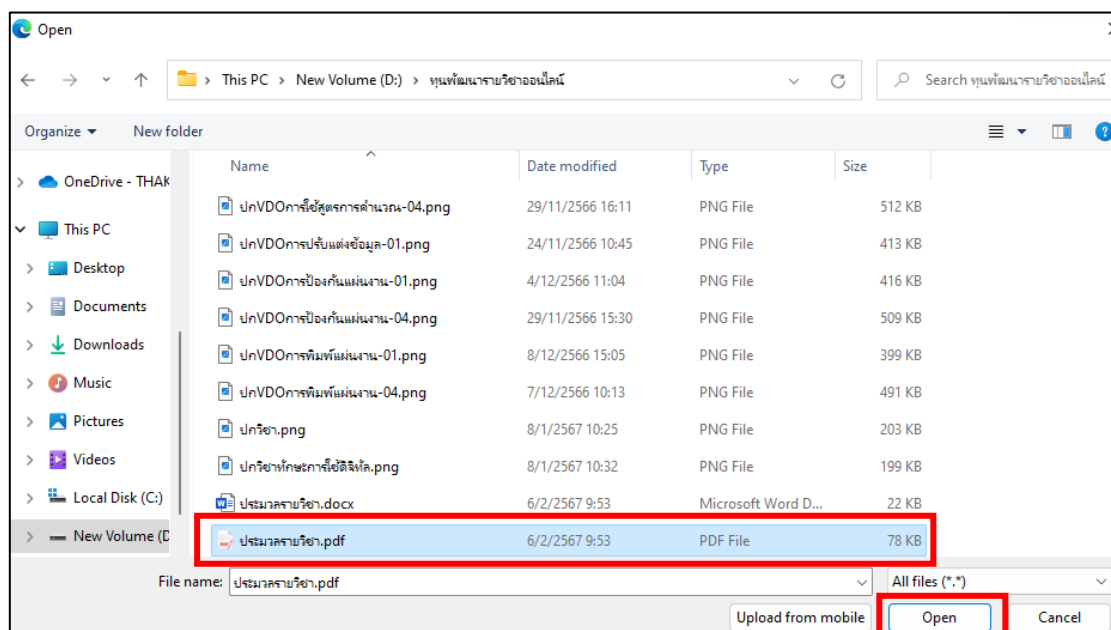 Open
This PC > New Volume (D:) > ทุนพัฒนารายวิชาออนไลน์
Search ทุนพัฒนารายวิชาออนไลน์
Organize New folder
Name Date modified Type Size
OneDrive - THAK
This PC
Desktop
Documents
Downloads
Music
Pictures
Videos
Local Disk (C:)
New Volume (D
ปกVDOการใช้สูตรการคำนวณ-04.png 29/11/2566 16:11 PNG File 512 KB
ปกVDOการปรับแต่งข้อมูล-01.png 24/11/2566 10:45 PNG File 413 KB
ปกVDOการป้องกันแผ่นงาน-01.png 4/12/2566 11:04 PNG File 416 KB
ปกVDOการป้องกันแผ่นงาน-04.png 29/11/2566 15:30 PNG File 509 KB
ปกVDOการพิมพ์แผ่นงาน-01.png 8/12/2566 15:05 PNG File 399 KB
ปกVDOการพิมพ์แผ่นงาน-04.png 7/12/2566 10:13 PNG File 491 KB
ปกวิชา.png 8/1/2567 10:25 PNG File 203 KB
ปกวิชาทักษะการใช้ดิจิทัล.png 8/1/2567 10:32 PNG File 199 KB
ประมวลรายวิชา.docx 6/2/2567 9:53 Microsoft Word D... 22 KB
ประมวลรายวิชา.pdf 6/2/2567 9:53 PDF File 78 KB
File name: ประมวลรายวิชา.pdf All files (*.*)
Upload from mobile Open Cancel